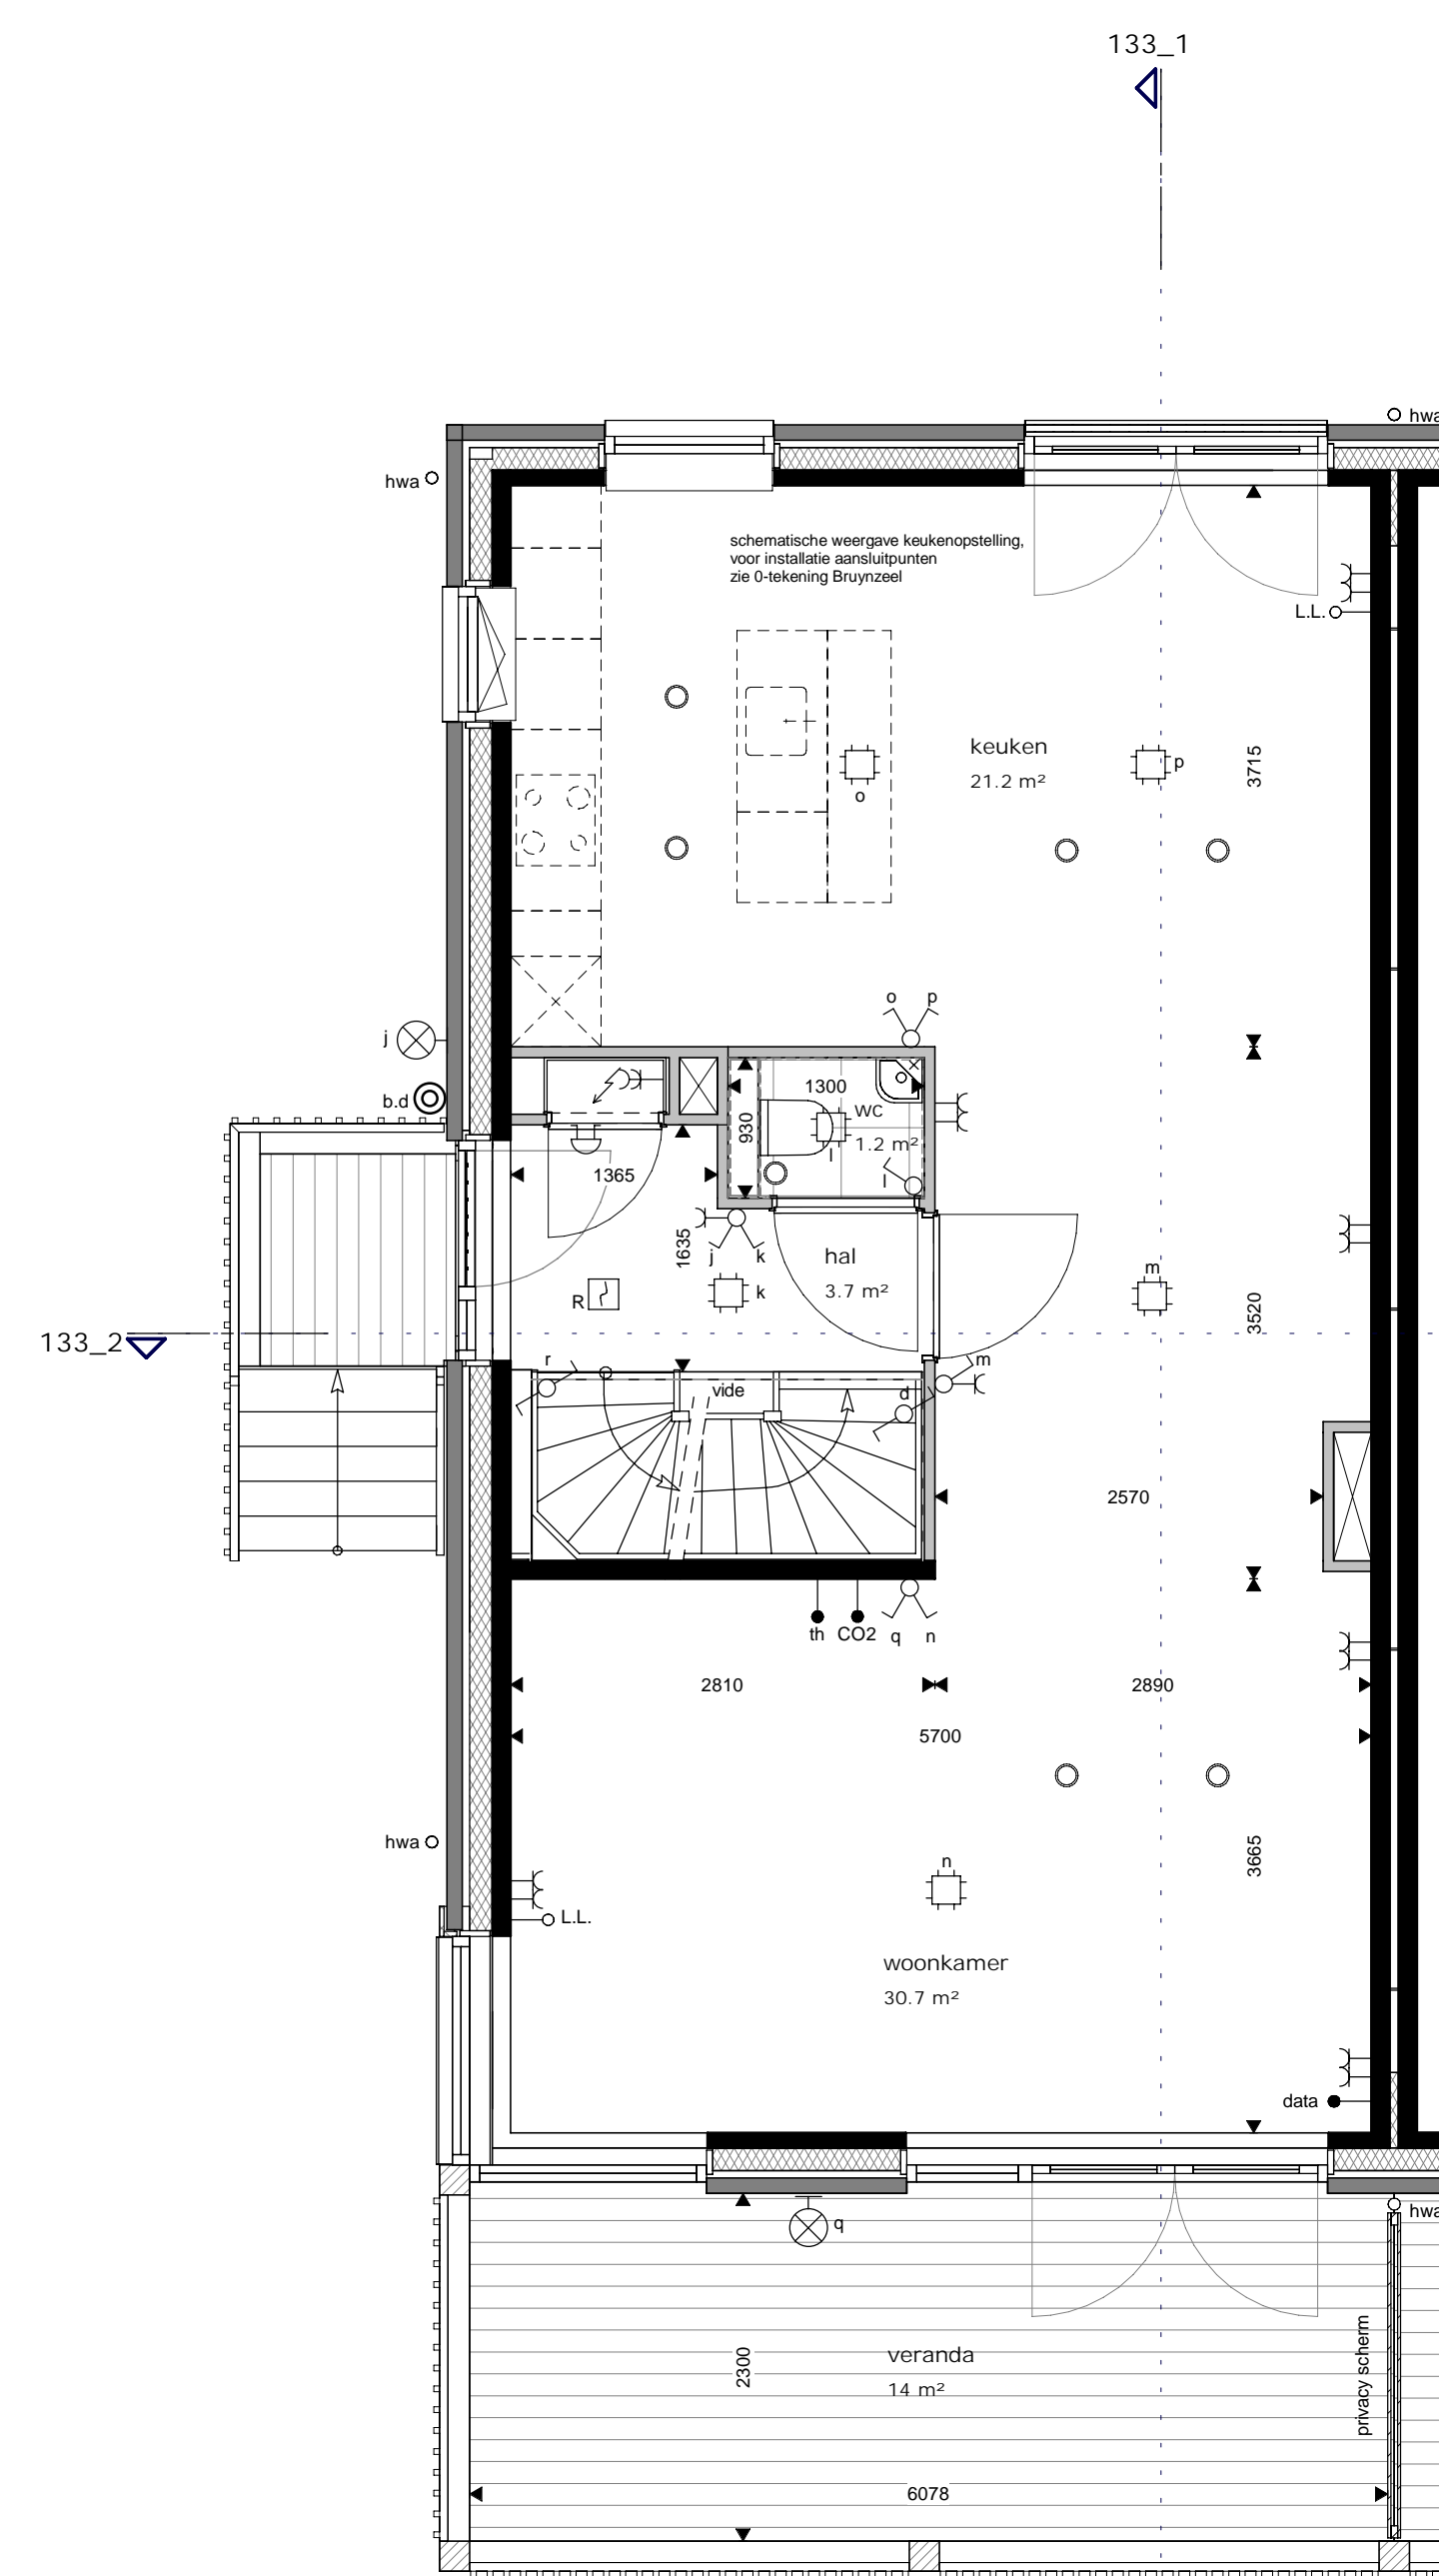 133_1
hwa
hwa
schematische weergave keukenopstelling,
voor installatie aansluitpunten
zie 0-tekening Bruynzeel
L.L.
keuken
21.2 m²
o
p
3715
o p
j
b.d
1300
930
WC
1.2 m²
l
l
1365
1635
j k
hal
3.7 m²
R
k
m
3520
133_2
r
vide
d
m
2570
th CO2 q n
2810
2890
5700
hwa
3665
n
L.L.
woonkamer
30.7 m²
data
hwa
q
veranda
14 m²
2300
privacy scherm
6078